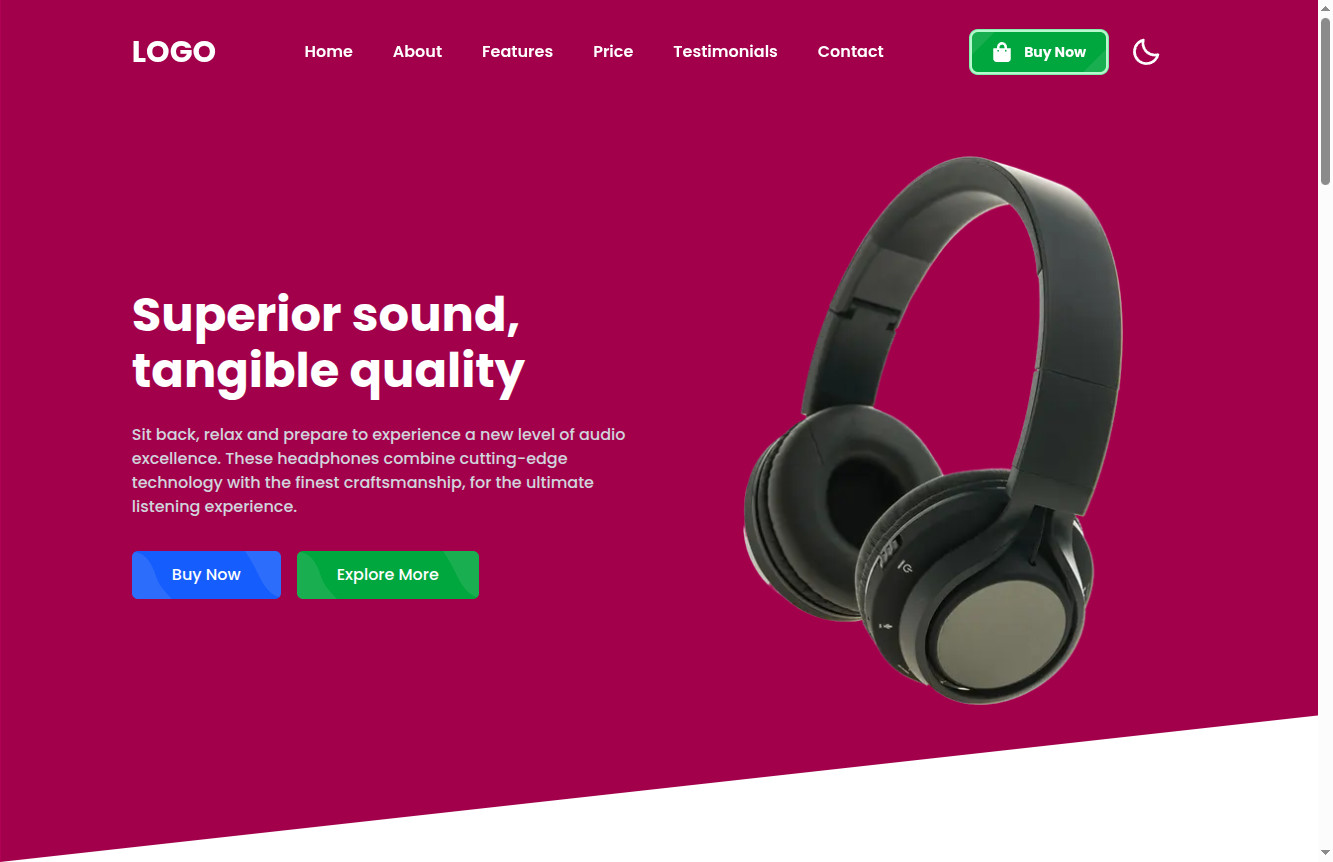 LOGO
Home
About
Features
Price
Testimonials
Contact
Buy Now
Superior sound,
tangible quality
Sit back, relax and prepare to experience a new level of audio
excellence. These headphones combine cutting-edge
technology with the finest craftsmanship, for the ultimate
listening experience.
Buy Now
Explore More